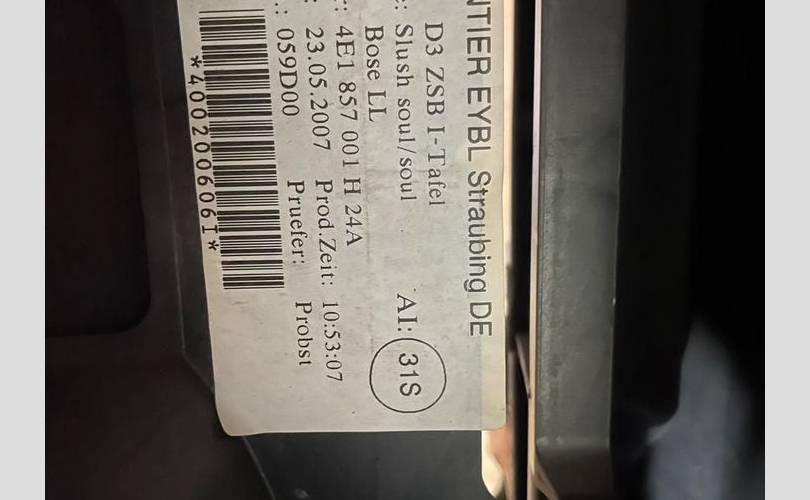 NTIER EYBL Straubing DE
D3 ZSB I-Tafel
Slush soul/soul AI: 31S
Bose LL
4E1 857 001 H 24A
23.05.2007 Prod.Zeit: 10:53:07
059D00 Pruefer: Probst
*400200606I*